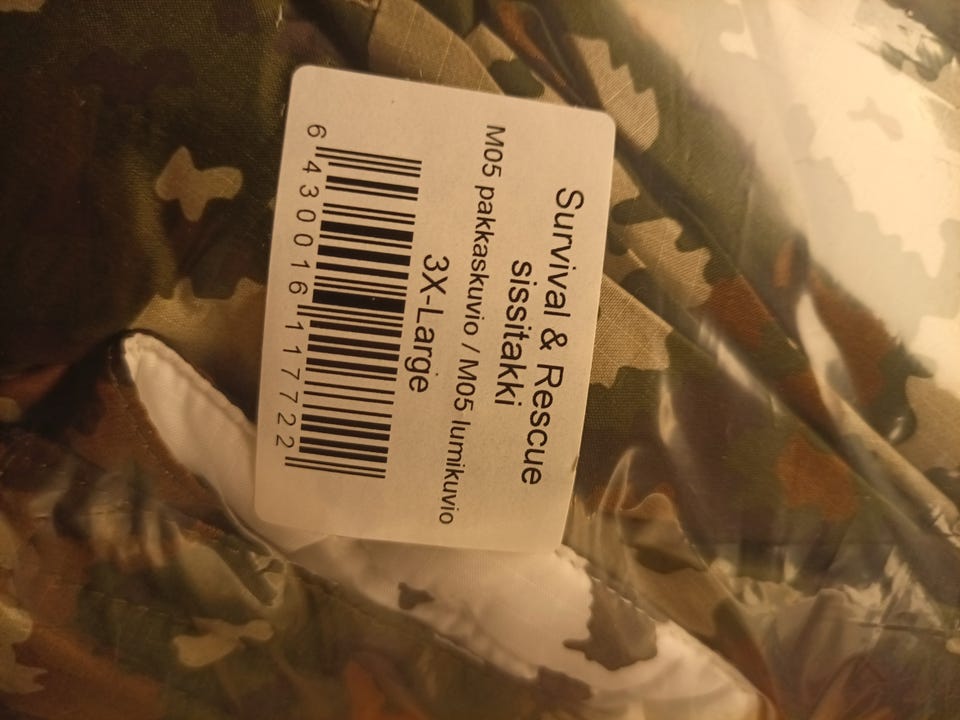 Survival & Rescue
sissitakki
M05 pakkaskuvio / M05 lumikuvio
3X-Large
6 430016 117722